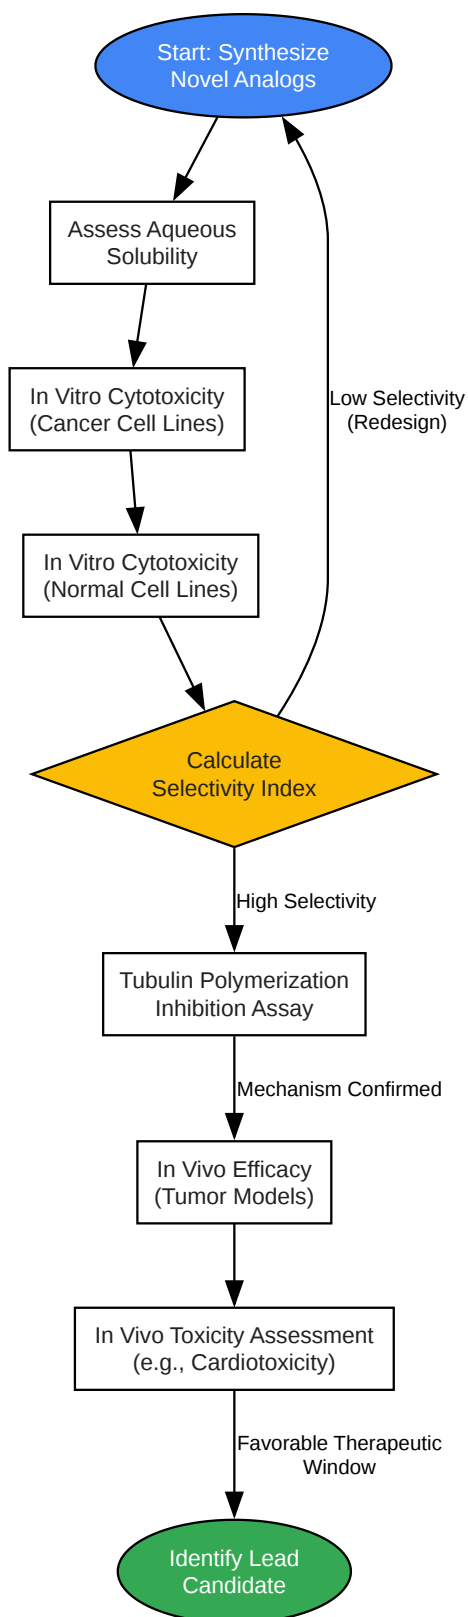 Start: Synthesize
Novel Analogs
Assess Aqueous
Solubility
In Vitro Cytotoxicity
(Cancer Cell Lines)
Low Selectivity
(Redesign)
In Vitro Cytotoxicity
(Normal Cell Lines)
Calculate
Selectivity Index
High Selectivity
Tubulin Polymerization
Inhibition Assay
Mechanism Confirmed
In Vivo Efficacy
(Tumor Models)
In Vivo Toxicity Assessment
(e.g., Cardiotoxicity)
Favorable Therapeutic
Window
Identify Lead
Candidate